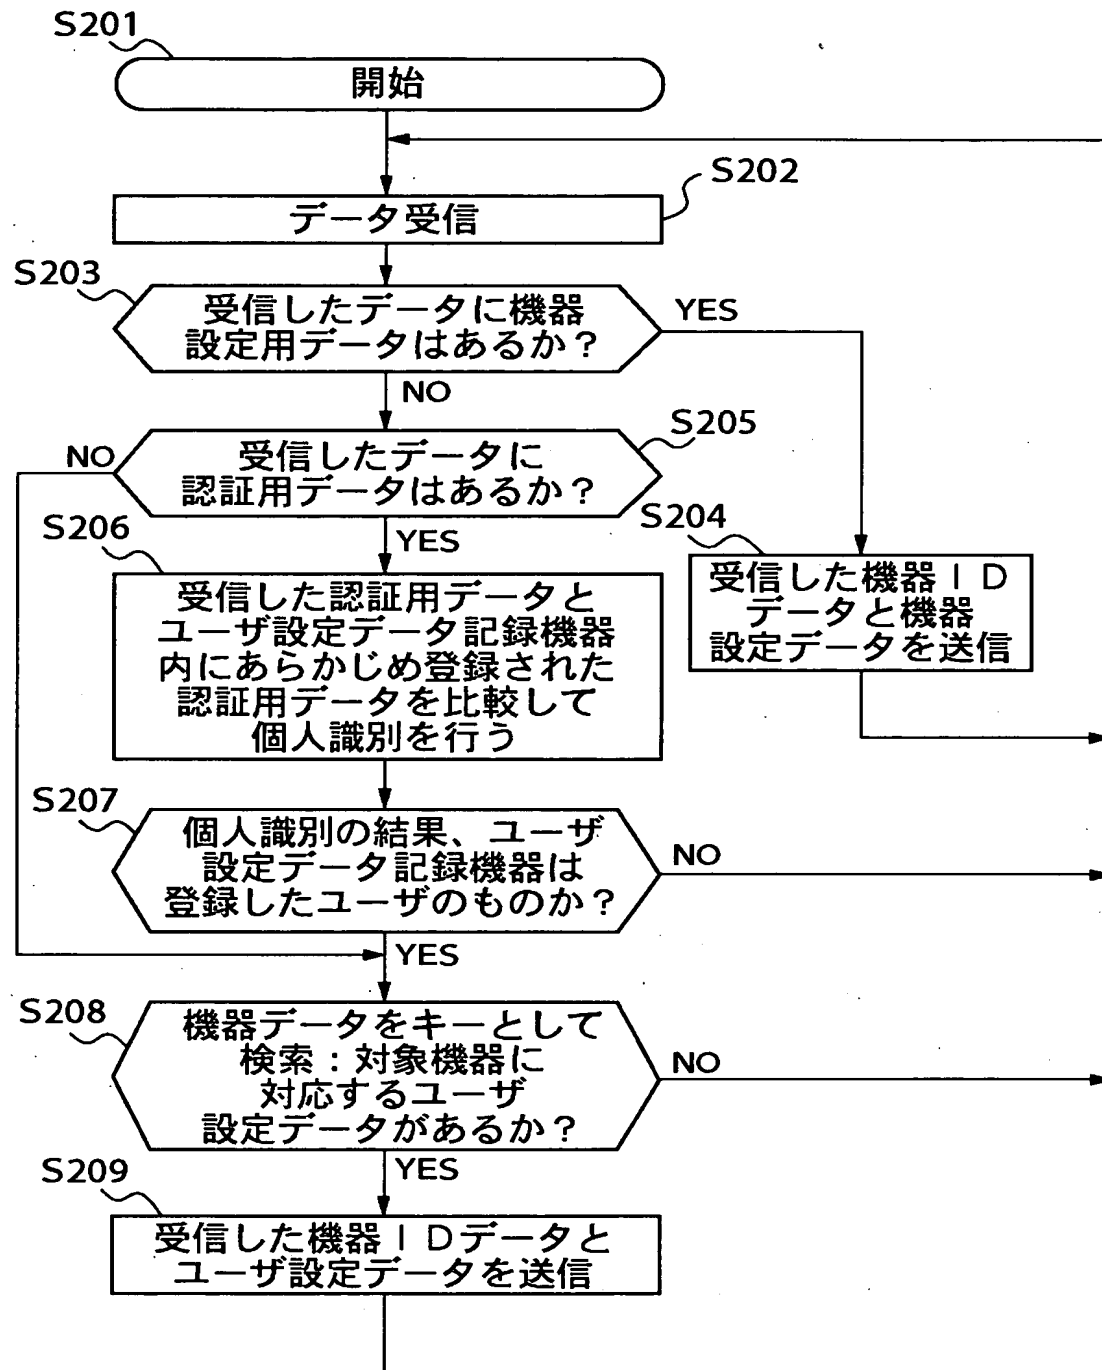 S201
開始
S202
データ受信
S203
受信したデータに機器
設定用データはあるか？
YES
NO
S205
NO
受信したデータに
認証用データはあるか？
S204
S206
YES
受信した機器ＩＤ
データと機器
設定データを送信
受信した認証用データと
ユーザ設定データ記録機器
内にあらかじめ登録された
認証用データを比較して
個人識別を行う
S207
個人識別の結果、ユーザ
設定データ記録機器は
登録したユーザのものか？
NO
YES
S208
機器データをキーとして
検索：対象機器に
対応するユーザ
設定データがあるか？
NO
YES
S209
受信した機器ＩＤデータと
ユーザ設定データを送信